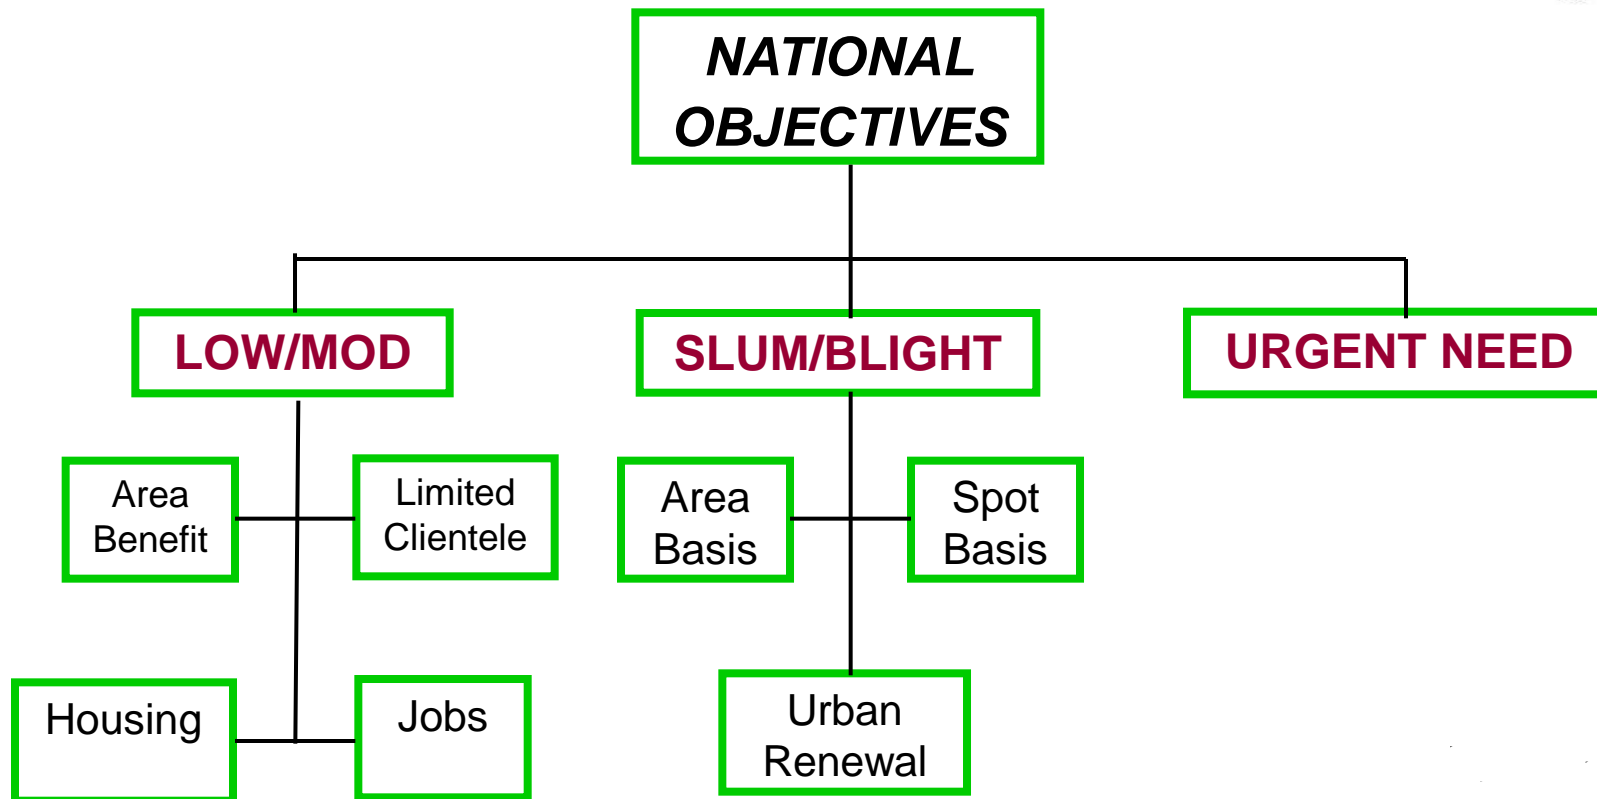 NATIONAL
OBJECTIVES
LOW/MOD
SLUM/BLIGHT
URGENT NEED
Area
Benefit
Limited
Clientele
Area
Basis
Spot
Basis
Housing
Jobs
Urban
Renewal